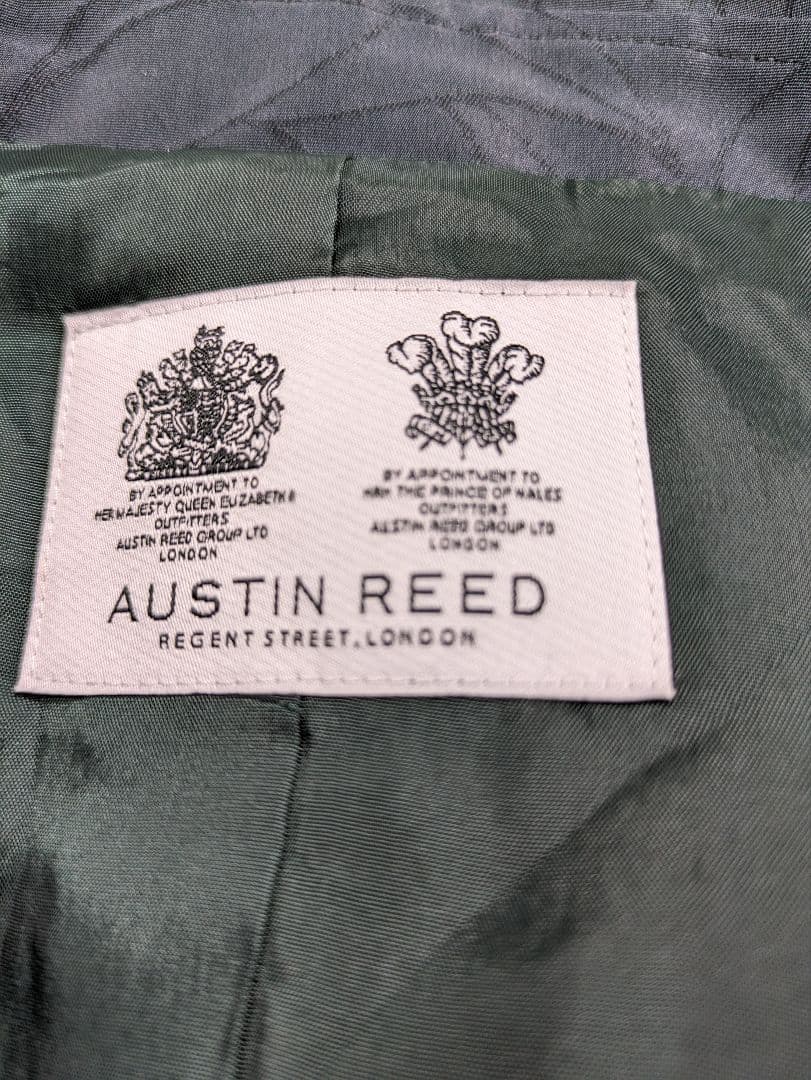 BY APPOINTMENT TO
HER MAJESTY QUEEN ELIZABETH II
OUTFITTERS
AUSTIN REED GROUP LTD
LONDON
BY APPOINTMENT TO
HRH THE PRINCE OF WALES
OUTFITTERS
AUSTIN REED GROUP LTD
LONDON
AUSTIN REED
REGENT STREET, LONDON